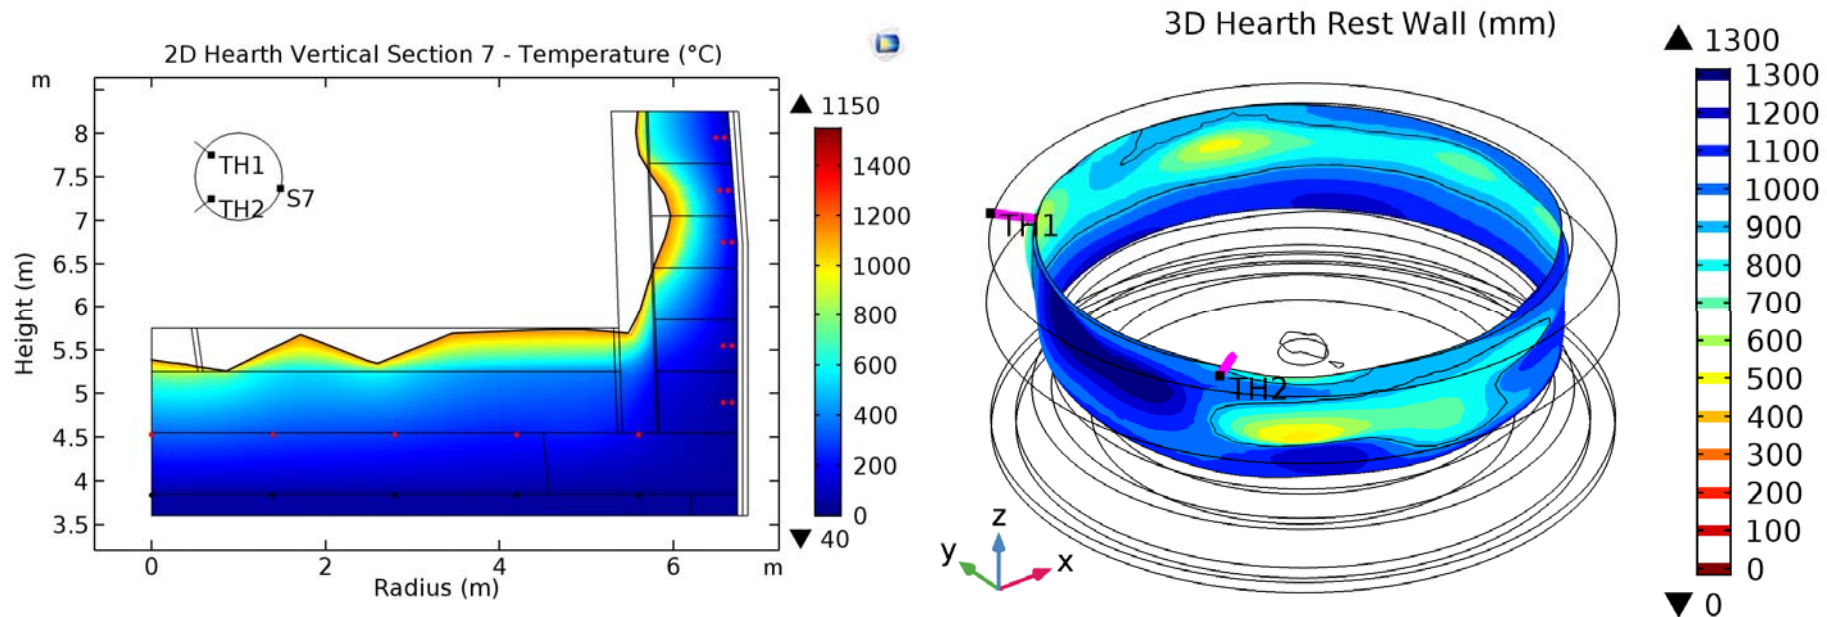 2D Hearth Vertical Section 7 - Temperature (°C)
m
Height (m)
8
7.5
7
6.5
6
5.5
5
4.5
4
3.5
TH1
TH2
S7
0
2
4
6
m
Radius (m)
▲ 1150
1400
1200
1000
800
600
400
200
0
▼ 40
3D Hearth Rest Wall (mm)
TH1
TH2
z
y
x
▲ 1300
1300
1200
1100
1000
900
800
700
600
500
400
300
200
100
0
▼ 0